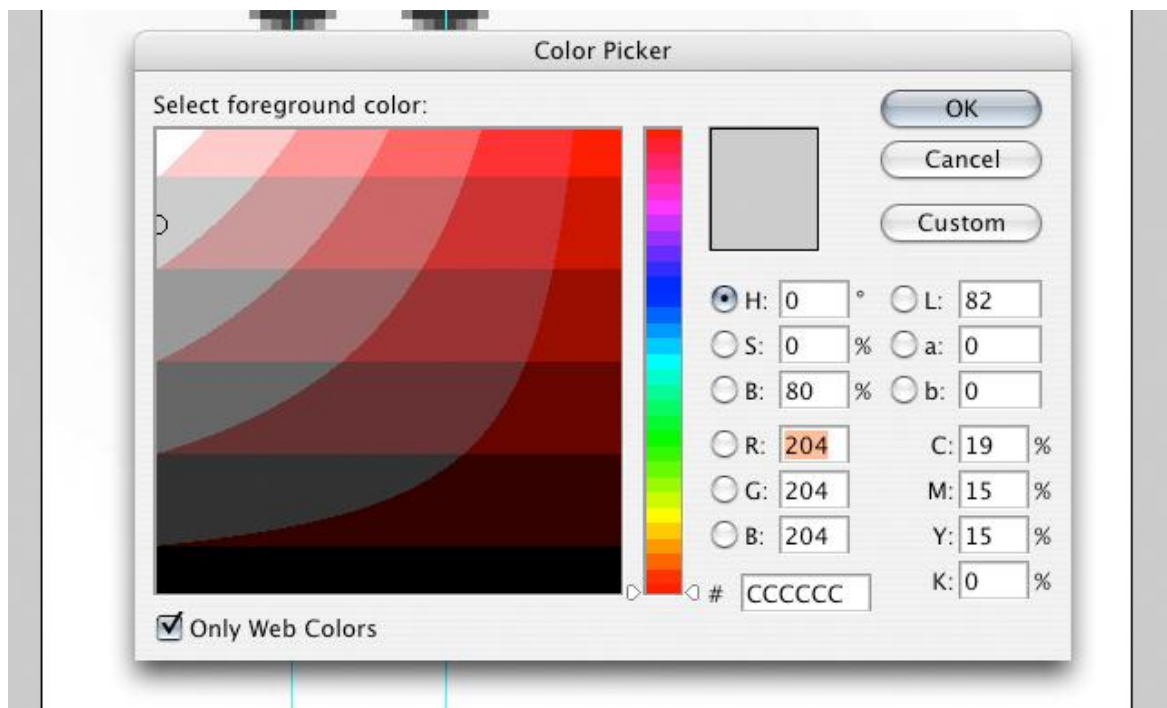 Color Picker
Select foreground color:
OK
Cancel
Custom
H: 0 °
S: 0 %
B: 80 %
L: 82
a: 0
b: 0
R: 204
G: 204
B: 204
# CCCCCC
C: 19 %
M: 15 %
Y: 15 %
K: 0 %
Only Web Colors